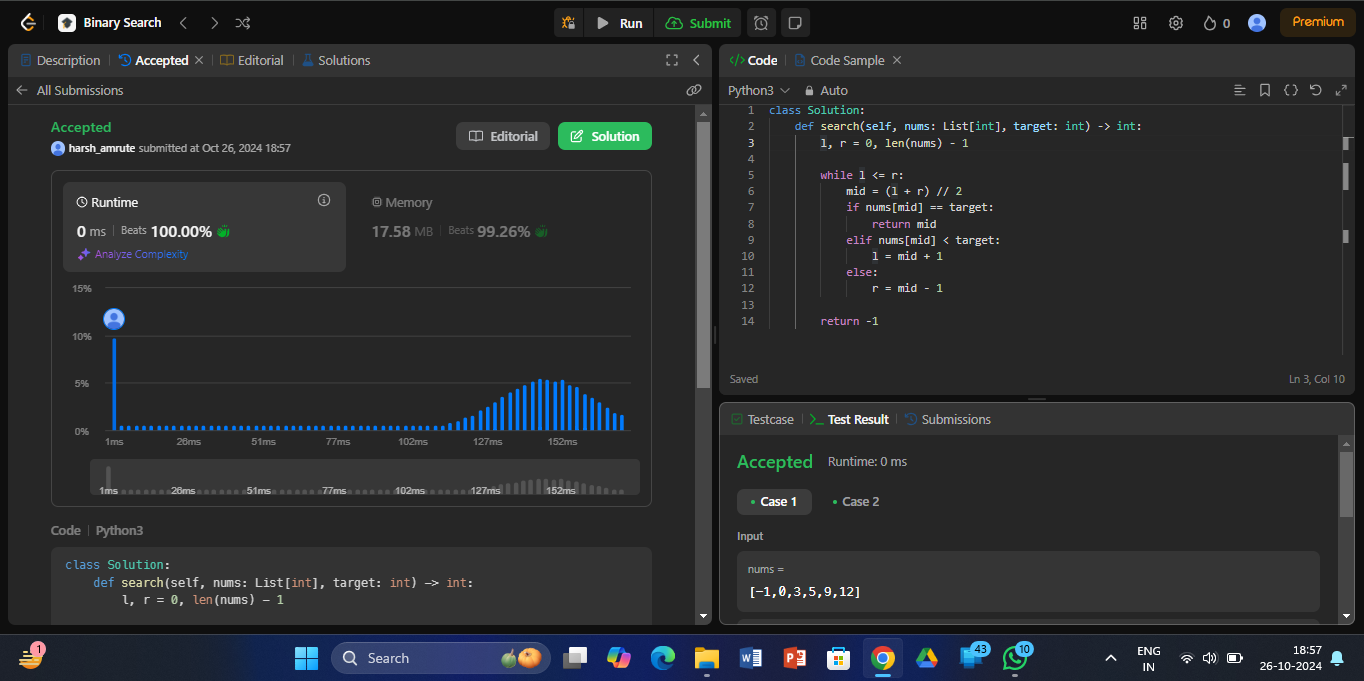 Binary Search
Run
Submit
0
Premium
Description
Accepted
Editorial
Solutions
All Submissions
Accepted
harsh_amrute submitted at Oct 26, 2024 18:57
Editorial
Solution
Runtime
0 ms
Beats 100.00%
Analyze Complexity
Memory
17.58 MB
Beats 99.26%
15%
10%
5%
0%
1ms 26ms 51ms 77ms 102ms 127ms 152ms
1ms 26ms 51ms 77ms 102ms 127ms 152ms
Code
Python3
class Solution:
def search(self, nums: List[int], target: int) -> int:
l, r = 0, len(nums) - 1
Code
Code Sample
Python3
Auto
1 class Solution:
2 def search(self, nums: List[int], target: int) -> int:
3 l, r = 0, len(nums) - 1
4
5 while l <= r:
6 mid = (l + r) // 2
7 if nums[mid] == target:
8 return mid
9 elif nums[mid] < target:
10 l = mid + 1
11 else:
12 r = mid - 1
13
14 return -1
Saved
Ln 3, Col 10
Testcase
Test Result
Submissions
Accepted
Runtime: 0 ms
Case 1
Case 2
Input
nums =
[-1,0,3,5,9,12]
1
Search
43
10
ENG
IN
18:57
26-10-2024